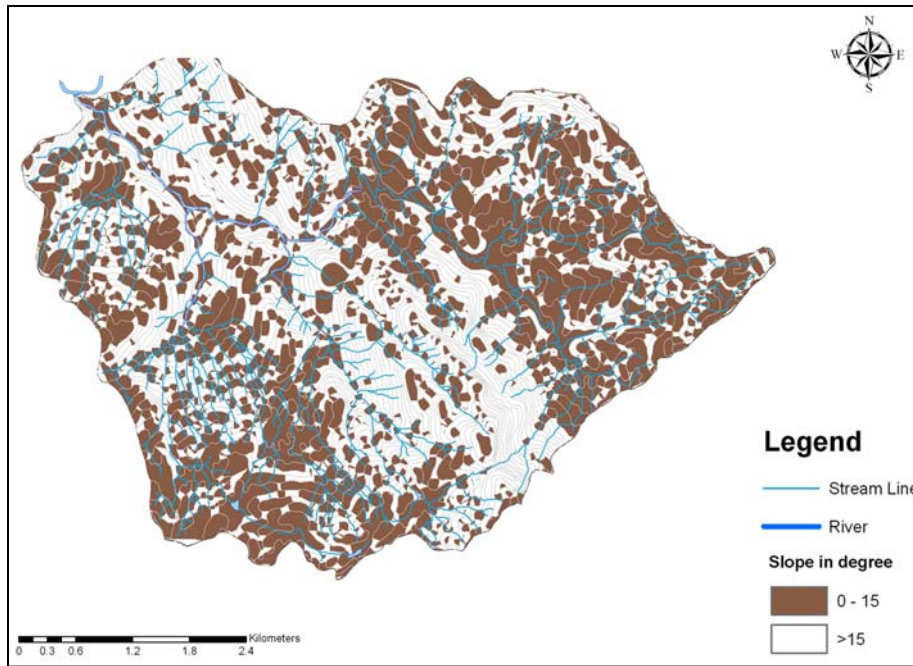 N
W E
S
Legend
Stream Line
River
Slope in degree
0 - 15
>15
Kilometers
0 0.3 0.6 1.2 1.8 2.4